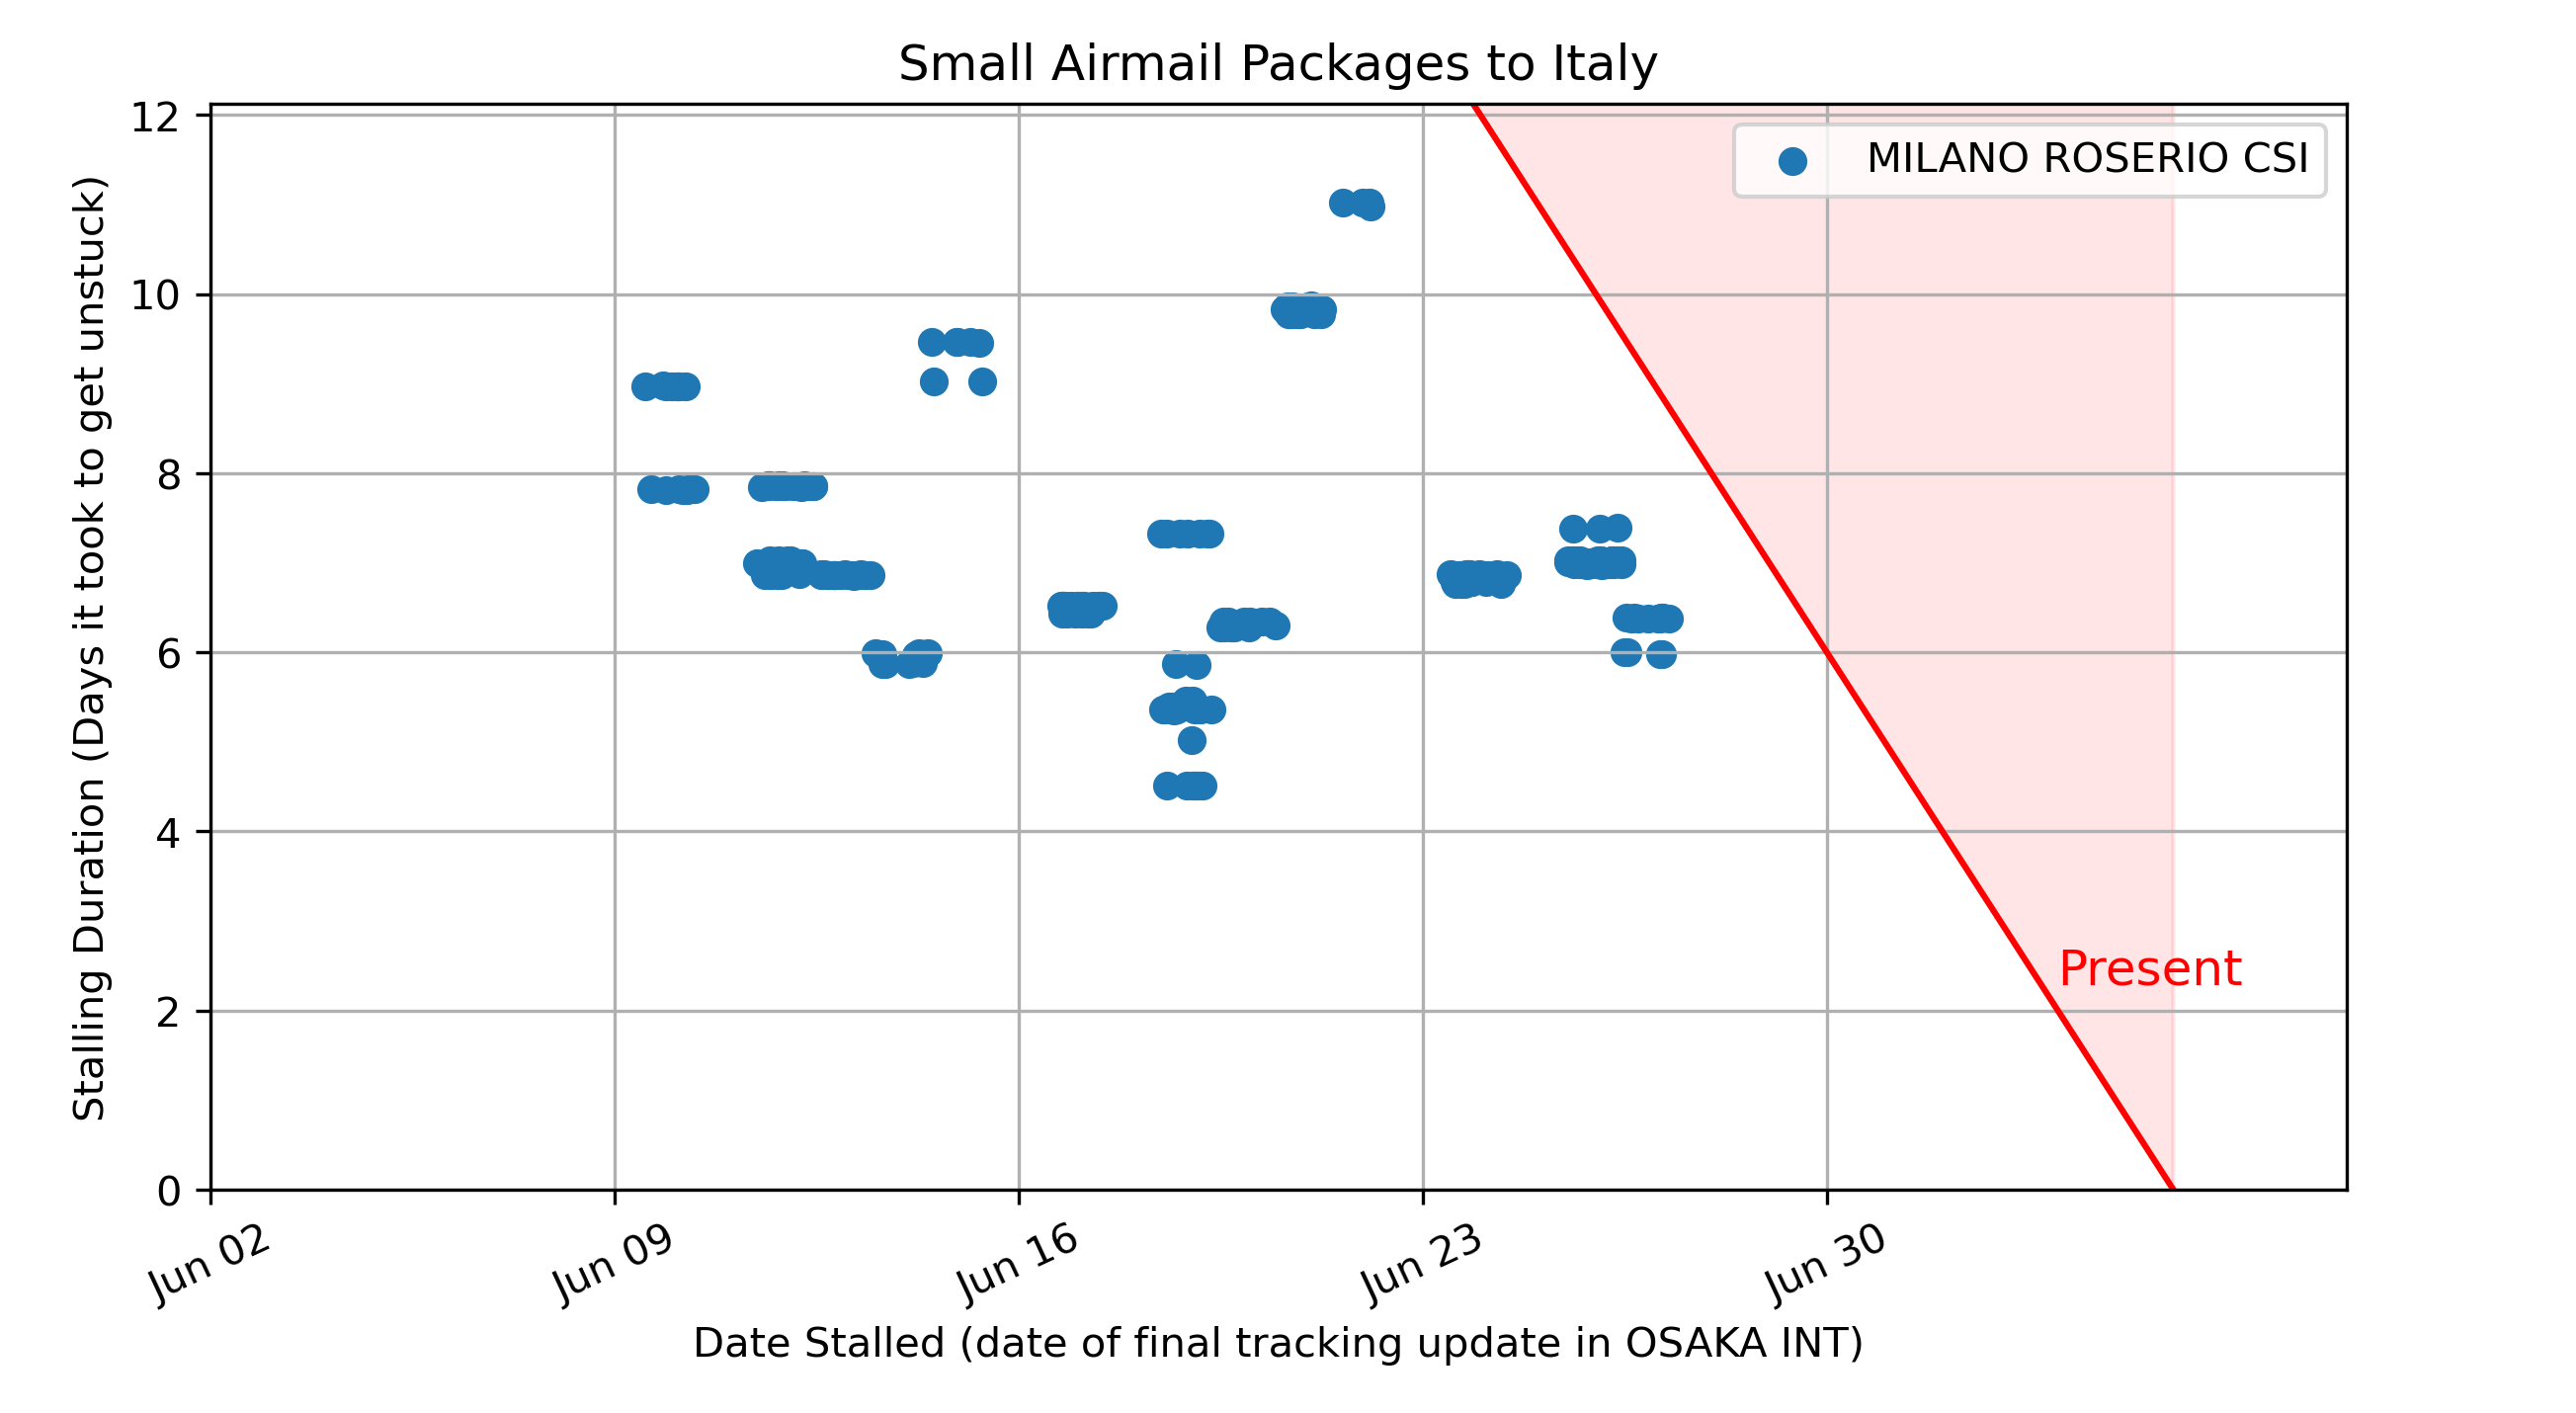 Small Airmail Packages to Italy
12
10
8
6
4
2
0
Stalling Duration (Days it took to get unstuck)
MILANO ROSERIO CSI
Present
Jun 02
Jun 09
Jun 16
Jun 23
Jun 30
Date Stalled (date of final tracking update in OSAKA INT)